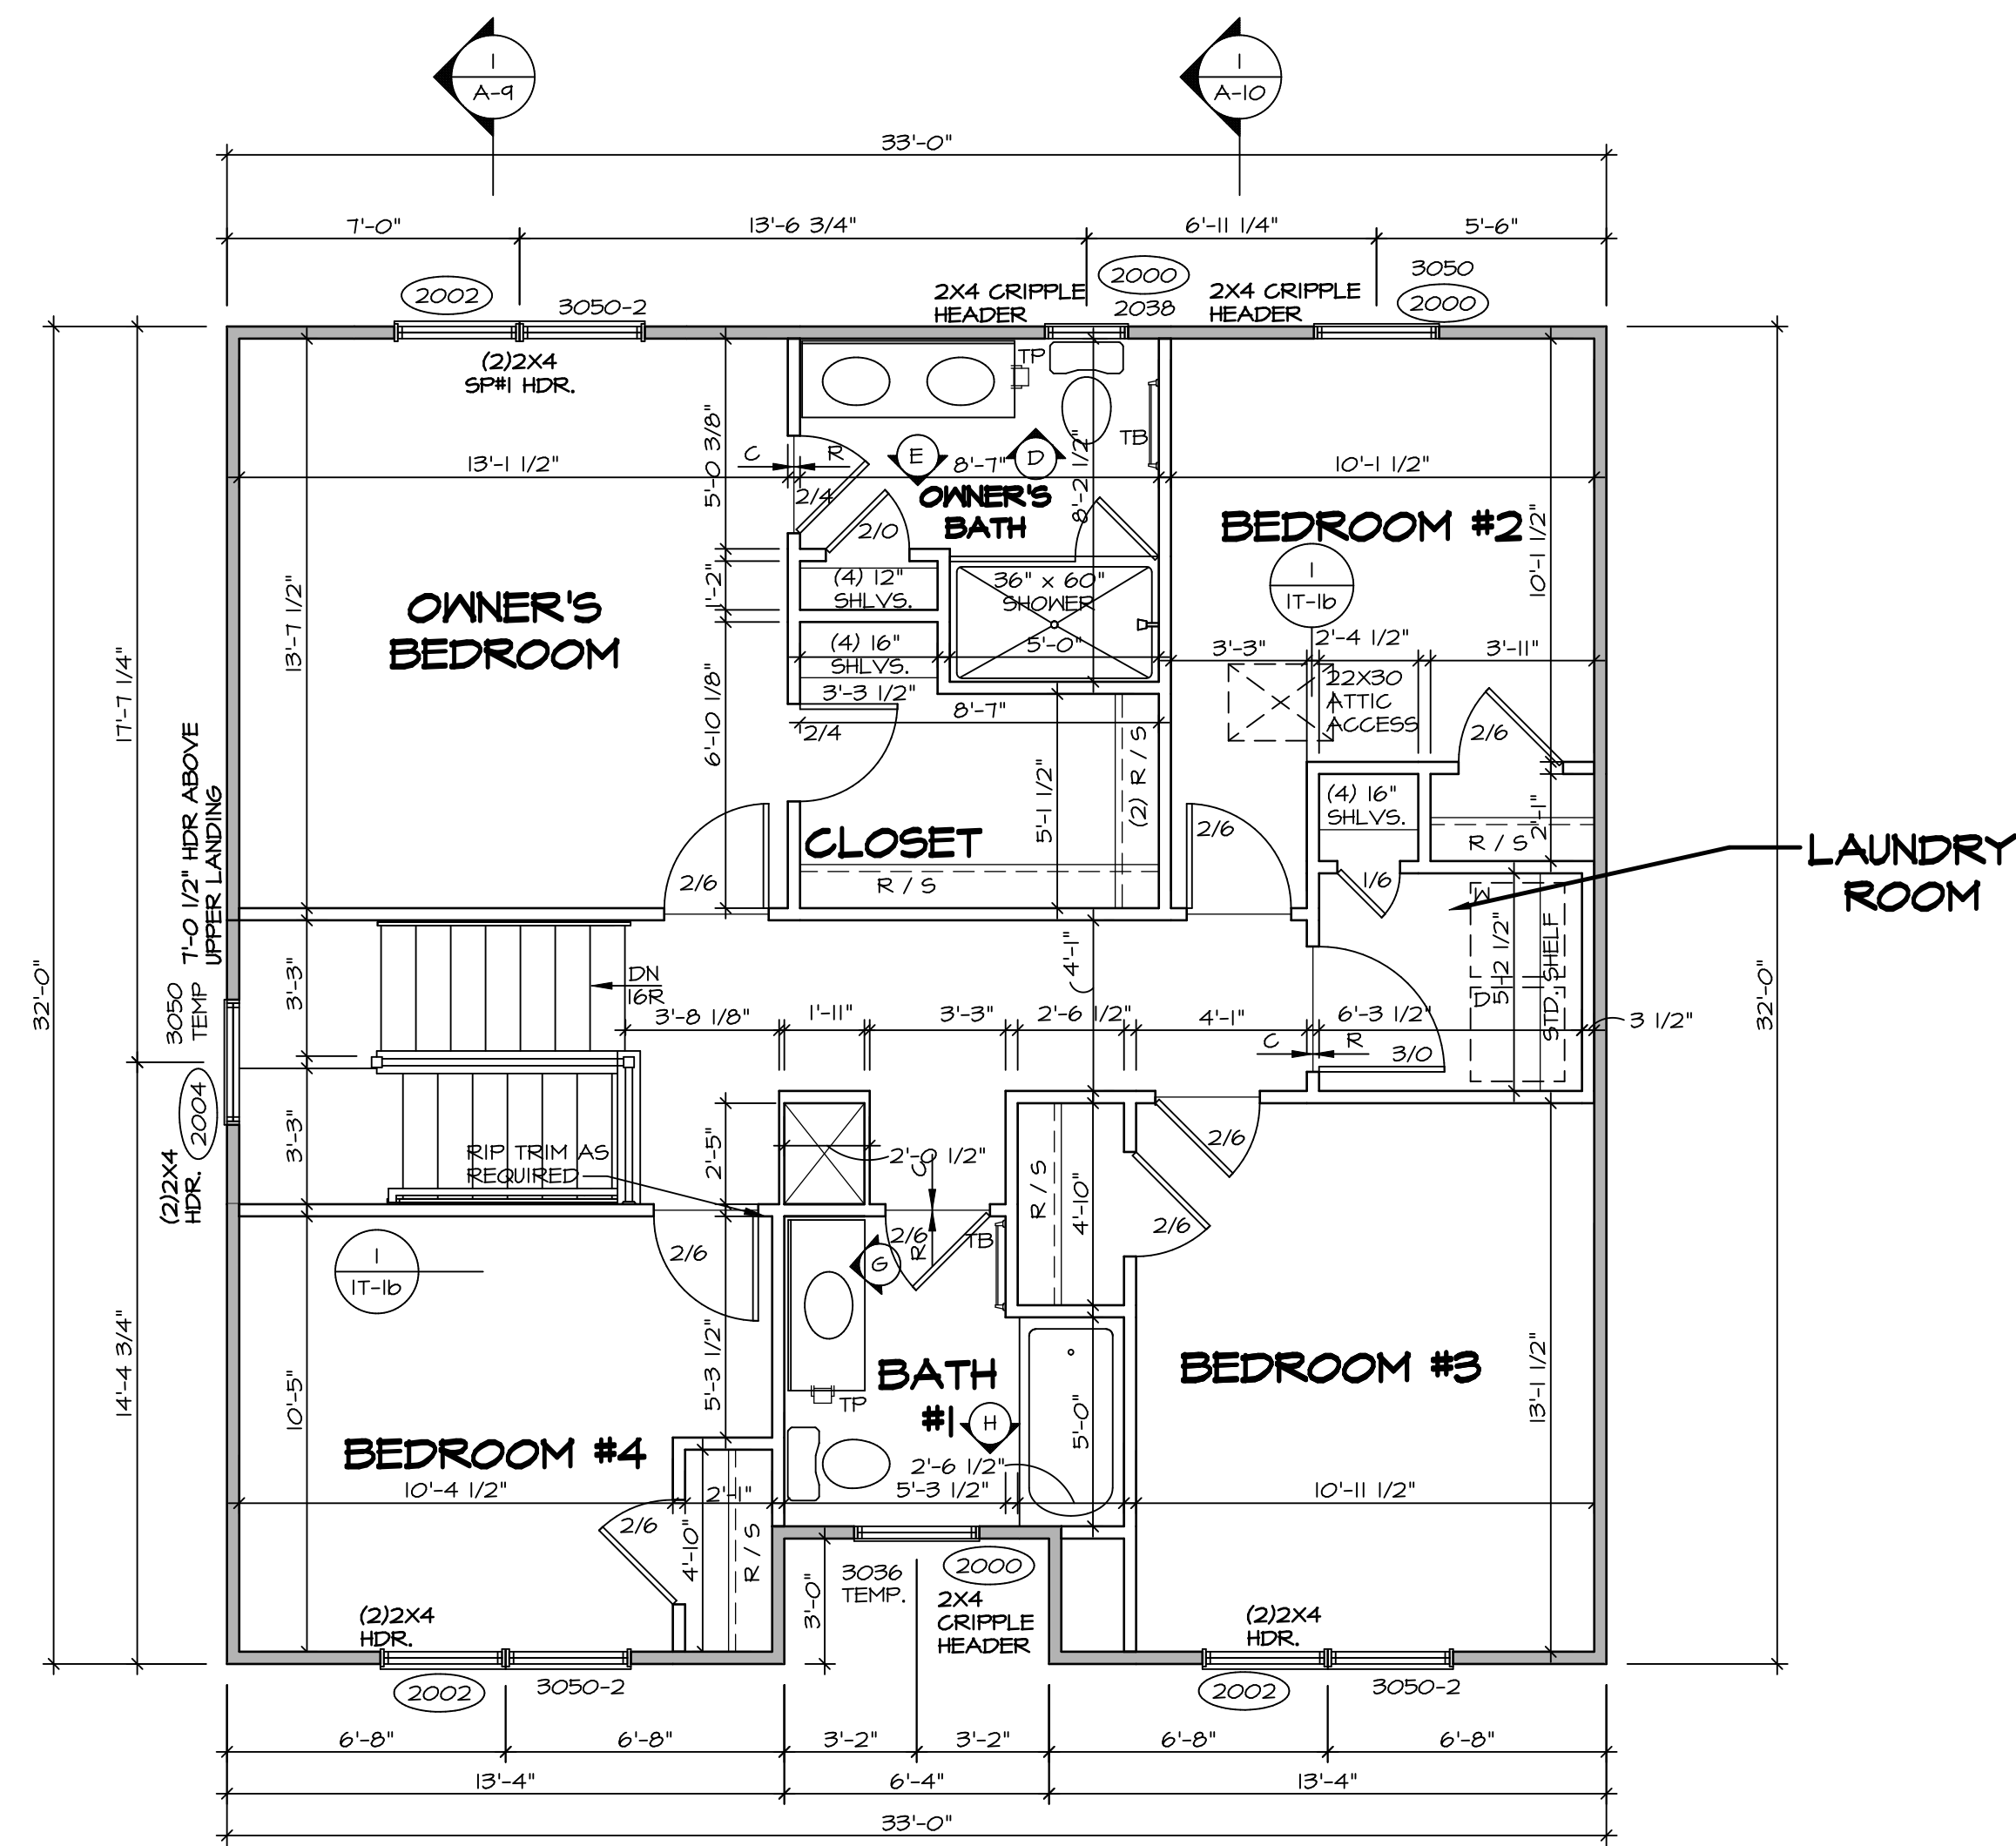 1
A-9
1
A-10
33'-0"
7'-0"
13'-6 3/4"
6'-11 1/4"
5'-6"
2002
3050-2
2X4 CRIPPLE
HEADER
2000
2038
2X4 CRIPPLE
HEADER
3050
2000
(2)2X4
SP#1 HDR.
TP
TB
C
R
E
D
13'-1 1/2"
5'-0 3/8"
8'-7"
8'-2 1/2"
10'-1 1/2"
2/4
OWNER'S
BATH
2/0
BEDROOM #2
10'-1 1/2"
1
1T-1b
13'-7 1/2"
OWNER'S
BEDROOM
1'-2"
(4) 12"
SHLVS.
36" x 60"
SHOWER
(4) 16"
SHLVS.
5'-0"
3'-3 1/2"
3'-3"
2'-4 1/2"
3'-11"
22X30
ATTIC
ACCESS
17'-7 1/4"
6'-10 1/8"
8'-7"
2/4
2/6
5'-1 1/2"
(2) R / S
CLOSET
R / S
2/6
2/6
(4) 16"
SHLVS.
2'-1"
R / S
1/6
LAUNDRY
ROOM
7'-0 1/2" HDR ABOVE
UPPER LANDING
32'-0"
3050
TEMP
2004
(2)2X4
HDR.
3'-3"
DN
16R
4'-1"
W
D
5'-2 1/2"
STD. SHELF
32'-0"
3'-8 1/8"
1'-11"
3'-3"
2'-6 1/2"
4'-1"
6'-3 1/2"
3 1/2"
C
R
3/0
3'-3"
RIP TRIM AS
REQUIRED
2'-5"
2'-0 1/2"
C
R
2/6
R / S
4'-10"
2/6
2/6
1
1T-1b
2/6
G
TB
14'-4 3/4"
10'-5"
5'-3 1/2"
TP
BATH
#1
H
5'-0"
BEDROOM #3
13'-1 1/2"
BEDROOM #4
10'-4 1/2"
2'-1"
2'-6 1/2"
5'-3 1/2"
10'-11 1/2"
2/6
4'-10"
R / S
3'-0"
3036
TEMP.
2000
2X4
CRIPPLE
HEADER
(2)2X4
HDR.
(2)2X4
HDR.
2002
3050-2
2002
3050-2
6'-8"
6'-8"
3'-2"
3'-2"
6'-8"
6'-8"
13'-4"
6'-4"
13'-4"
33'-0"